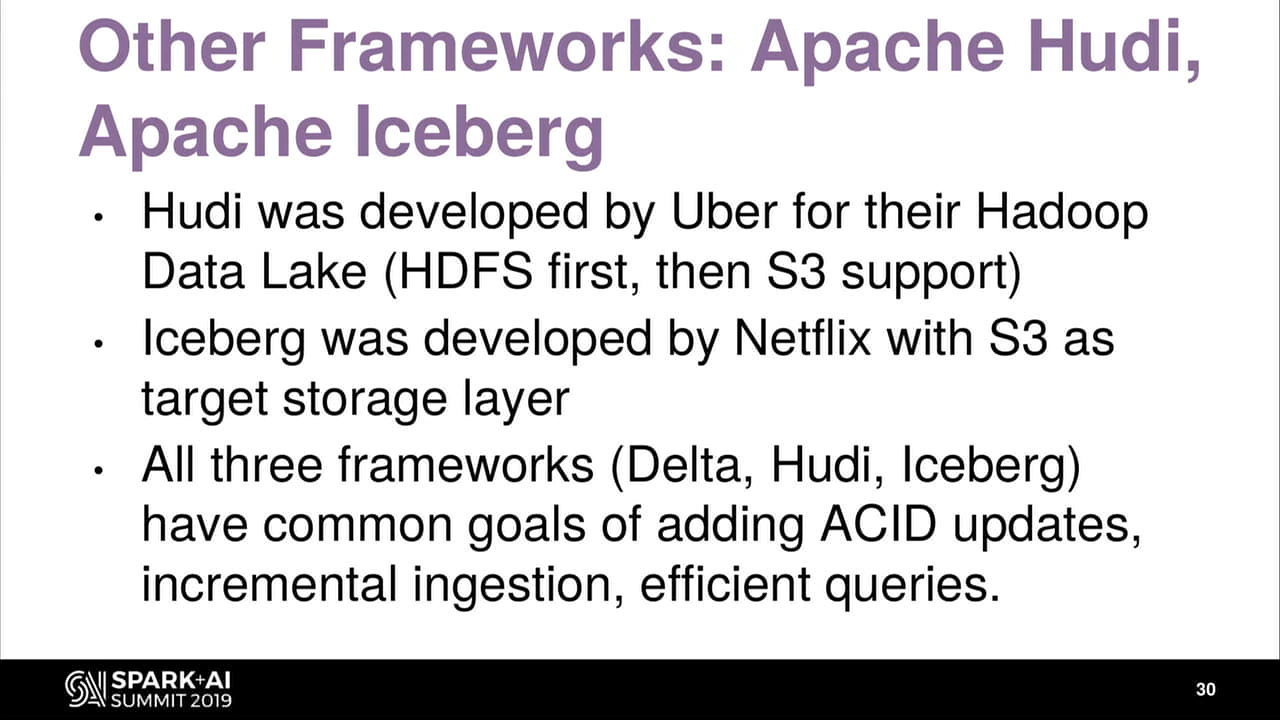 Other Frameworks: Apache Hudi,
Apache Iceberg
• Hudi was developed by Uber for their Hadoop
Data Lake (HDFS first, then S3 support)
• Iceberg was developed by Netflix with S3 as
target storage layer
• All three frameworks (Delta, Hudi, Iceberg)
have common goals of adding ACID updates,
incremental ingestion, efficient queries.
SPARK+AI
SUMMIT 2019
30